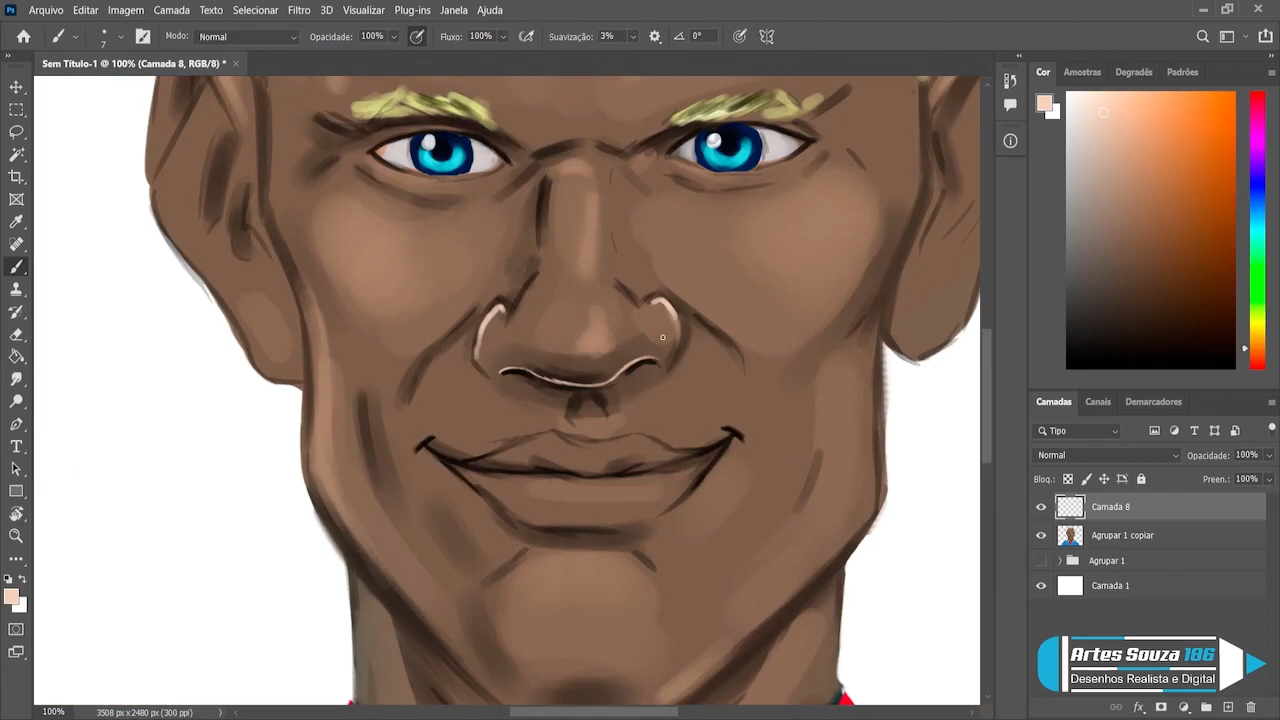 Ps Arquivo Editar Imagem Camada Texto Selecionar Filtro 3D Visualizar Plug-ins Janela Ajuda
7 Modo: Normal Opacidade: 100% Fluxo: 100% Suavização: 3% 0°
Sem Título-1 @ 100% (Camada 8, RGB/8) * ×
Cor Amostras Degradês Padrões
Camadas Canais Demarcadores
Tipo
Normal Opacidade: 100%
Bloq.: Preen.: 100%
Camada 8
Agrupar 1 copiar
Agrupar 1
Camada 1
Artes Souza 186
Desenhos Realista e Digital
100% 3508 px x 2480 px (300 ppi)
fx